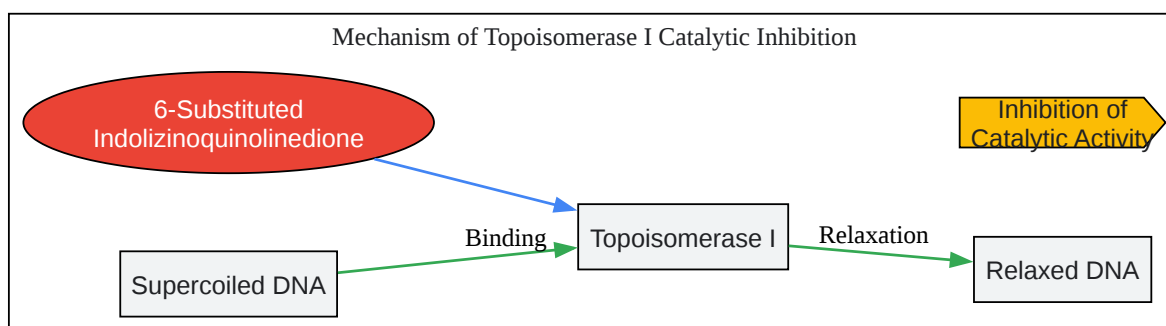 Mechanism of Topoisomerase I Catalytic Inhibition
6-Substituted
Indolizinoquinolinedione
Inhibition of
Catalytic Activity
Binding
Topoisomerase I
Relaxation
Supercoiled DNA
Relaxed DNA